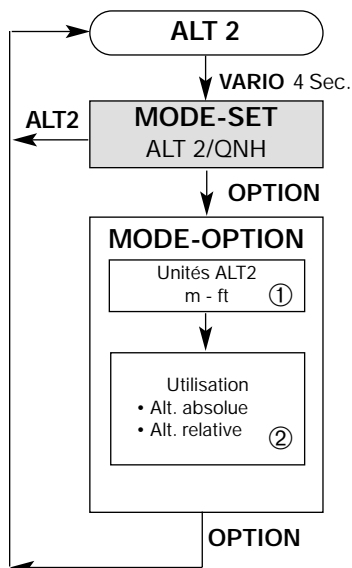 ALT 2
VARIO 4 Sec.
ALT2
MODE-SET
ALT 2/QNH
OPTION
MODE-OPTION
Unités ALT2
m - ft ①
Utilisation
• Alt. absolue
• Alt. relative ②
OPTION